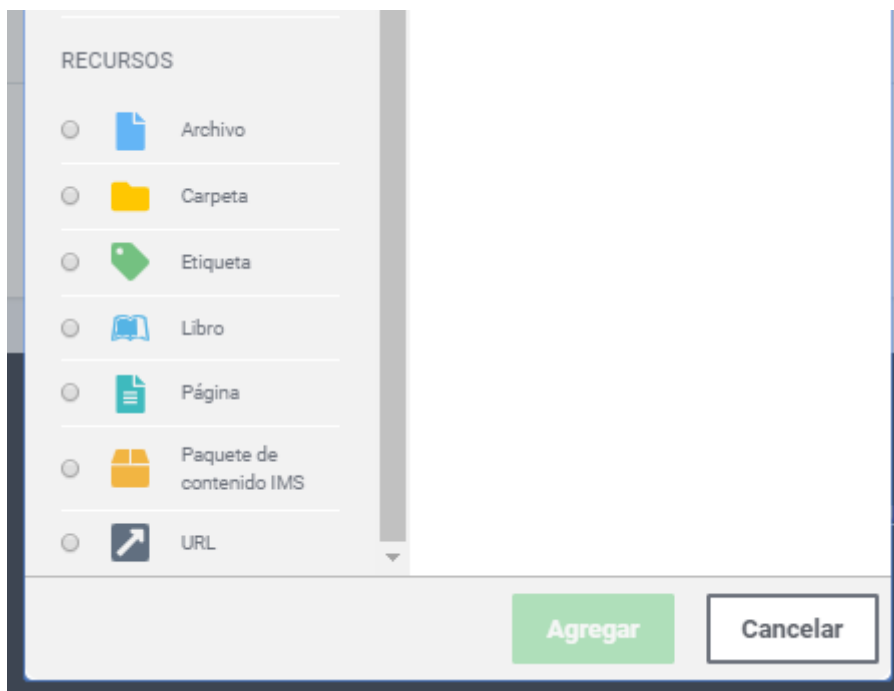 RECURSOS
Archivo
Carpeta
Etiqueta
Libro
Página
Paquete de
contenido IMS
URL
Agregar
Cancelar